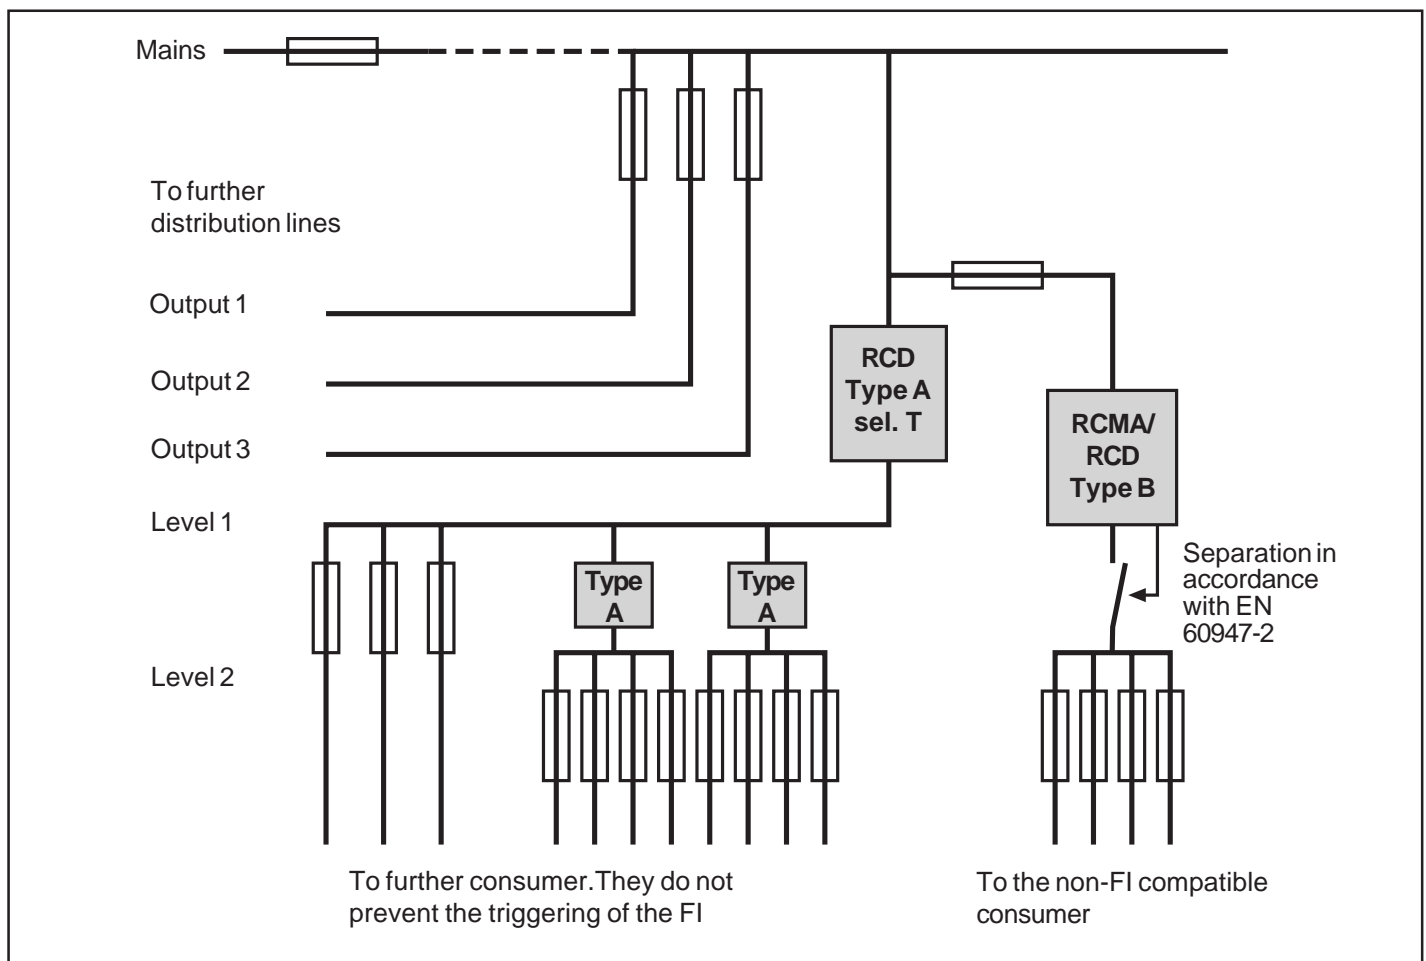 Mains
To further
distribution lines
Output 1
Output 2
Output 3
RCD
Type A
sel. T
RCMA/
RCD
Type B
Level 1
Type
A
Type
A
Separation in
accordance
with EN
60947-2
Level 2
To further consumer. They do not
prevent the triggering of the FI
To the non-FI compatible
consumer